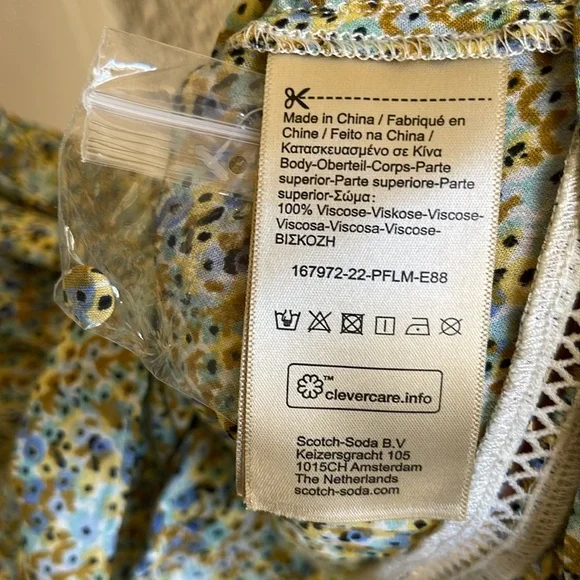 Made in China / Fabriqué en
Chine / Feito na China /
Κατασκευασμένο σε Κίνα
Body-Oberteil-Corps-Parte
superior-Parte superiore-Parte
superior-Σώμα:
100% Viscose-Viskose-Viscose-
Viscosa-Viscosa-Viscose-
ΒΙΣΚΟΖΗ
167972-22-PFLM-E88
TM
clevercare.info
Scotch-Soda B.V
Keizersgracht 105
1015CH Amsterdam
The Netherlands
scotch-soda.com